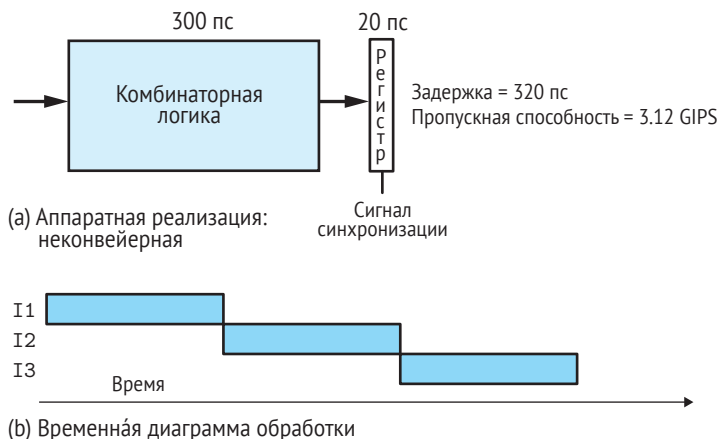 300 пс
20 пс
Комбинаторная
логика
Регистр
Задержка = 320 пс
Пропускная способность = 3.12 GIPS
Сигнал
синхронизации
(a) Аппаратная реализация:
неконвейерная
I1
I2
I3
Время
(b) Временна́я диаграмма обработки